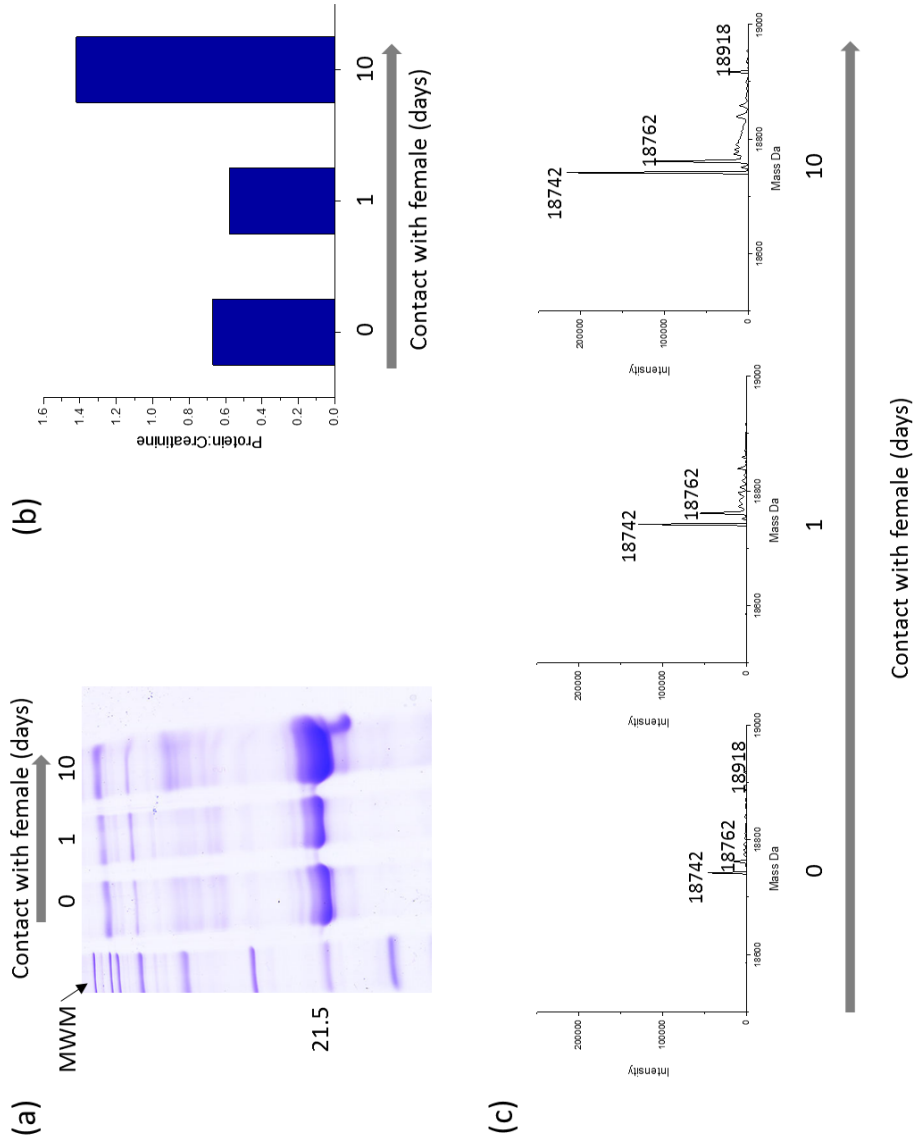 (a)
Contact with female (days)
MWM
0 1 10
21.5
(b)
Protein:Creatinine
1.6
1.4
1.2
1.0
0.8
0.6
0.4
0.2
0.0
0 1 10
Contact with female (days)
(c)
Intensity
200000
100000
0
18742
18762
18918
18600 18800 19000
Mass Da
0
Intensity
200000
100000
0
18742
18762
18600 18800 19000
Mass Da
1
Intensity
200000
100000
0
18742
18762
18918
18600 18800 19000
Mass Da
10
Contact with female (days)